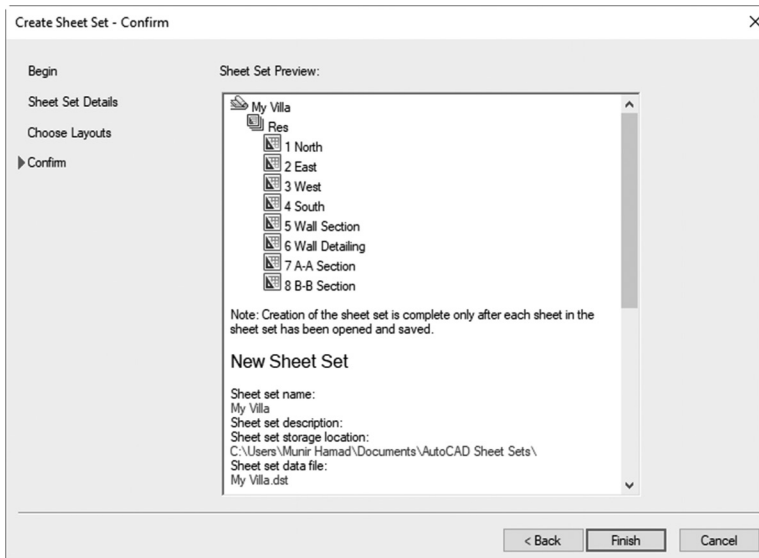 Create Sheet Set - Confirm
Begin
Sheet Set Details
Choose Layouts
Confirm
Sheet Set Preview:
My Villa
Res
1 North
2 East
3 West
4 South
5 Wall Section
6 Wall Detailing
7 A-A Section
8 B-B Section
Note: Creation of the sheet set is complete only after each sheet in the
sheet set has been opened and saved.
New Sheet Set
Sheet set name:
My Villa
Sheet set description:
Sheet set storage location:
C:\Users\Munir Hamad\Documents\AutoCAD Sheet Sets\
Sheet set data file:
My Villa.dst
< Back Finish Cancel